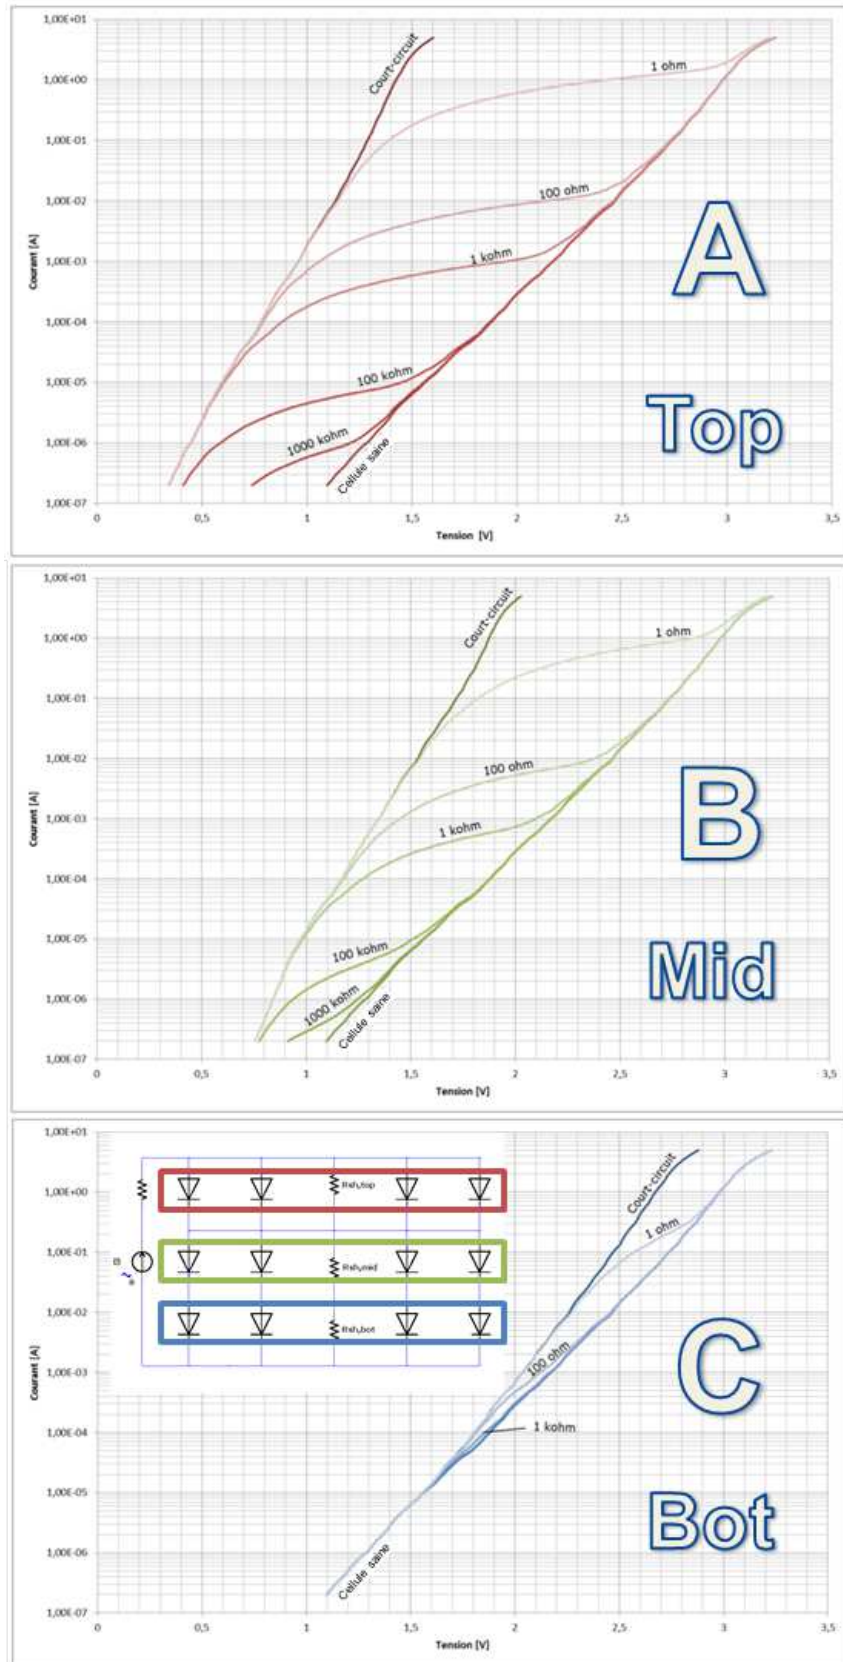 1,00E+01
1,00E+00
1,00E-01
1,00E-02
1,00E-03
1,00E-04
1,00E-05
1,00E-06
1,00E-07
Courant [A]
Court-circuit
1 ohm
100 ohm
1 kohm
100 kohm
1000 kohm
Cellule saine
A
Top
0
0,5
1
1,5
2
2,5
3
3,5
Tension [V]
1,00E+01
1,00E+00
1,00E-01
1,00E-02
1,00E-03
1,00E-04
1,00E-05
1,00E-06
1,00E-07
Courant [A]
Court-circuit
1 ohm
100 ohm
1 kohm
100 kohm
1000 kohm
Cellule saine
B
Mid
0
0,5
1
1,5
2
2,5
3
3,5
Tension [V]
1,00E+01
1,00E+00
1,00E-01
1,00E-02
1,00E-03
1,00E-04
1,00E-05
1,00E-06
1,00E-07
Courant [A]
Rsh,top
Rsh,mid
Rsh,bot
Court-circuit
1 ohm
100 ohm
1 kohm
Cellule saine
C
Bot
0
0,5
1
1,5
2
2,5
3
3,5
Tension [V]